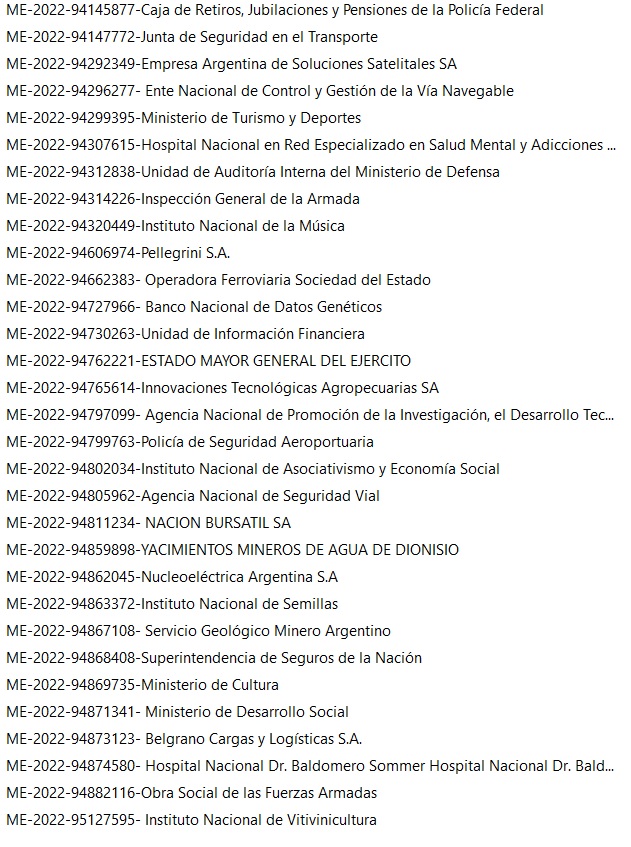 ME-2022-94145877-Caja de Retiros, Jubilaciones y Pensiones de la Policía Federal
ME-2022-94147772-Junta de Seguridad en el Transporte
ME-2022-94292349-Empresa Argentina de Soluciones Satelitales SA
ME-2022-94296277- Ente Nacional de Control y Gestión de la Vía Navegable
ME-2022-94299395-Ministerio de Turismo y Deportes
ME-2022-94307615-Hospital Nacional en Red Especializado en Salud Mental y Adicciones ...
ME-2022-94312838-Unidad de Auditoría Interna del Ministerio de Defensa
ME-2022-94314226-Inspección General de la Armada
ME-2022-94320449-Instituto Nacional de la Música
ME-2022-94606974-Pellegrini S.A.
ME-2022-94662383- Operadora Ferroviaria Sociedad del Estado
ME-2022-94727966- Banco Nacional de Datos Genéticos
ME-2022-94730263-Unidad de Información Financiera
ME-2022-94762221-ESTADO MAYOR GENERAL DEL EJERCITO
ME-2022-94765614-Innovaciones Tecnológicas Agropecuarias SA
ME-2022-94797099- Agencia Nacional de Promoción de la Investigación, el Desarrollo Tec...
ME-2022-94799763-Policía de Seguridad Aeroportuaria
ME-2022-94802034-Instituto Nacional de Asociativismo y Economía Social
ME-2022-94805962-Agencia Nacional de Seguridad Vial
ME-2022-94811234- NACION BURSATIL SA
ME-2022-94859898-YACIMIENTOS MINEROS DE AGUA DE DIONISIO
ME-2022-94862045-Nucleoeléctrica Argentina S.A
ME-2022-94863372-Instituto Nacional de Semillas
ME-2022-94867108- Servicio Geológico Minero Argentino
ME-2022-94868408-Superintendencia de Seguros de la Nación
ME-2022-94869735-Ministerio de Cultura
ME-2022-94871341- Ministerio de Desarrollo Social
ME-2022-94873123- Belgrano Cargas y Logísticas S.A.
ME-2022-94874580- Hospital Nacional Dr. Baldomero Sommer Hospital Nacional Dr. Bald...
ME-2022-94882116-Obra Social de las Fuerzas Armadas
ME-2022-95127595- Instituto Nacional de Vitivinicultura